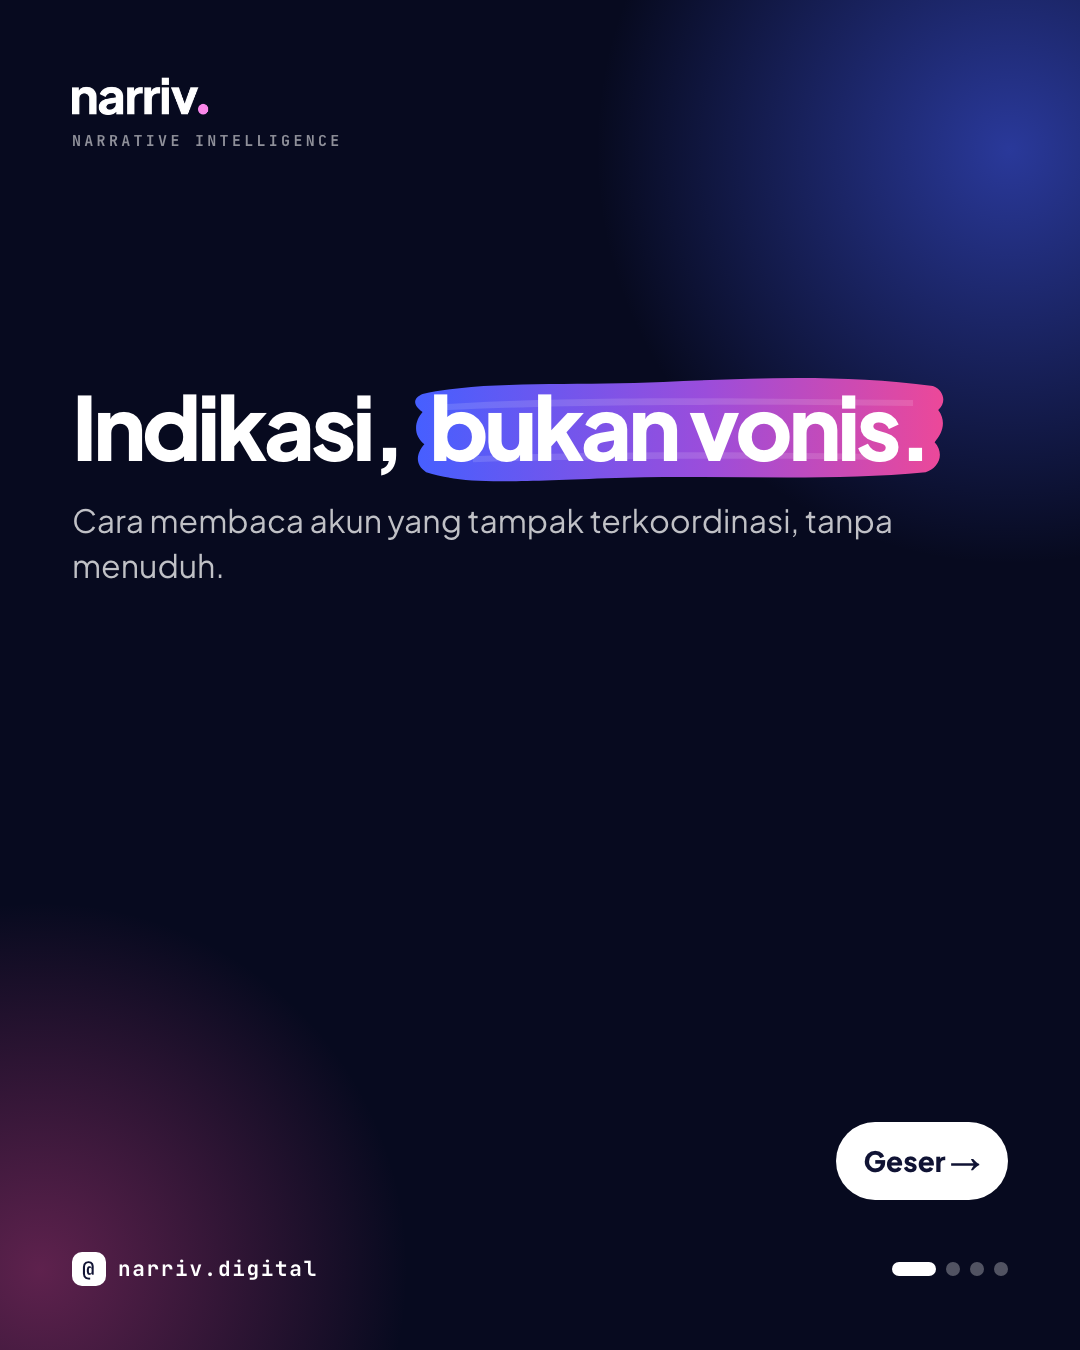 narriv.
NARRATIVE INTELLIGENCE
Indikasi, bukan vonis.
Cara membaca akun yang tampak terkoordinasi, tanpa
menuduh.
Geser →
@ narriv.digital